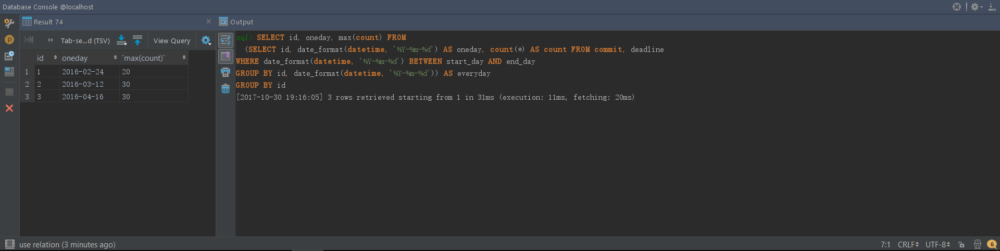 Database Console @localhost
Result 74
Output
Tab-se...d (TSV)
View Query
id oneday `max(count)`
1 1 2016-02-24 20
2 2 2016-03-12 30
3 3 2016-04-16 30
sql> SELECT id, oneday, max(count) FROM
(SELECT id, date_format(datetime, '%Y-%m-%d') AS oneday, count(*) AS count FROM commit, deadline
WHERE date_format(datetime, '%Y-%m-%d') BETWEEN start_day AND end_day
GROUP BY id, date_format(datetime, '%Y-%m-%d')) AS everyday
GROUP BY id
[2017-10-30 19:16:05] 3 rows retrieved starting from 1 in 31ms (execution: 11ms, fetching: 20ms)
use relation (3 minutes ago)
7:1 CRLF UTF-8 6